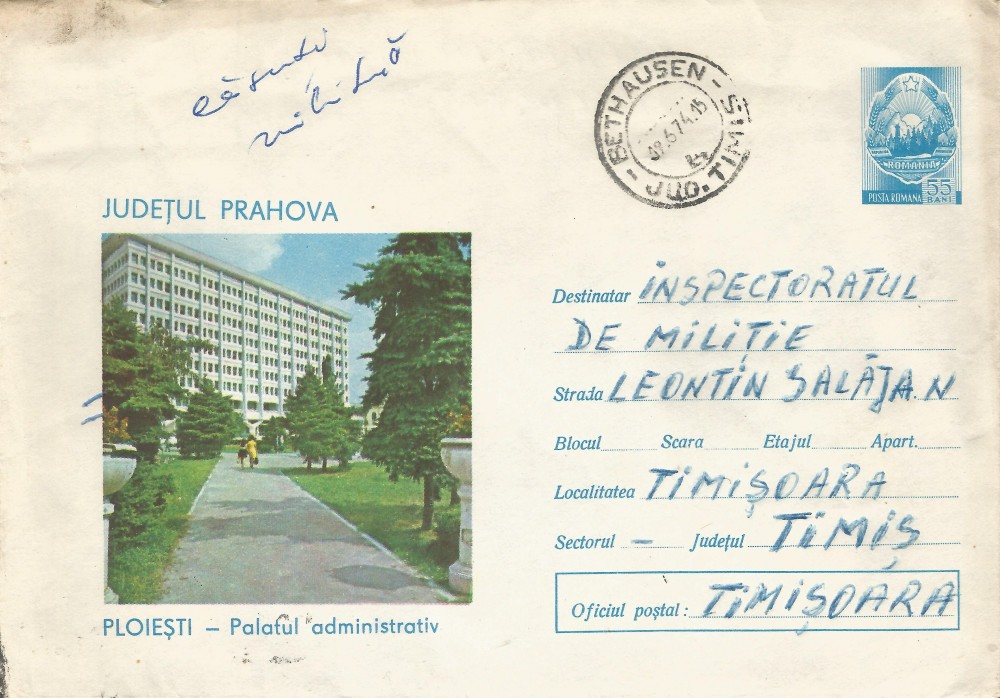 BETHAUSEN - JUD. TIMIȘ -
ROMANIA
POSTA ROMANA
55
BANI
JUDEȚUL PRAHOVA
Destinatar INSPECTORATUL
DE MILIȚIE
Strada LEONTIN SALĂJAN
Blocul Scara Etajul Apart.
Localitatea TIMIȘOARA
Sectorul — Județul TIMIȘ
Oficiul poștal: TIMIȘOARA
PLOIEȘTI – Palatul administrativ